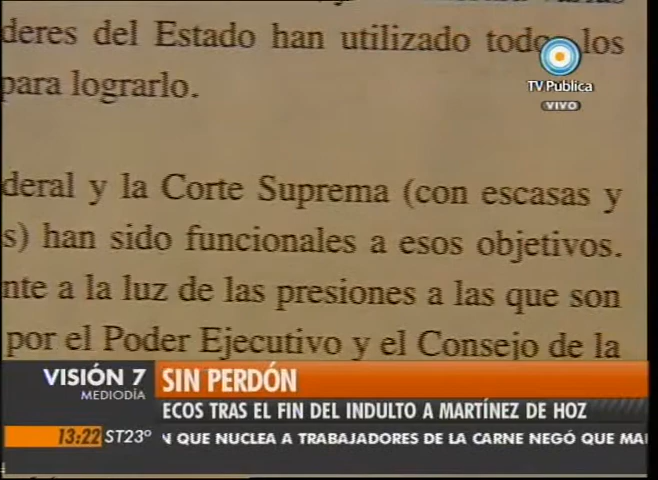 deres del Estado han utilizado todo los
para lograrlo.
TV Pública
VIVO
deral y la Corte Suprema (con escasas y
s) han sido funcionales a esos objetivos.
nte a la luz de las presiones a las que son
por el Poder Ejecutivo y el Consejo de la
VISIÓN 7
MEDIODÍA
SIN PERDÓN
ECOS TRAS EL FIN DEL INDULTO A MARTÍNEZ DE HOZ
13:22 ST23º
N QUE NUCLEA A TRABAJADORES DE LA CARNE NEGÓ QUE MA